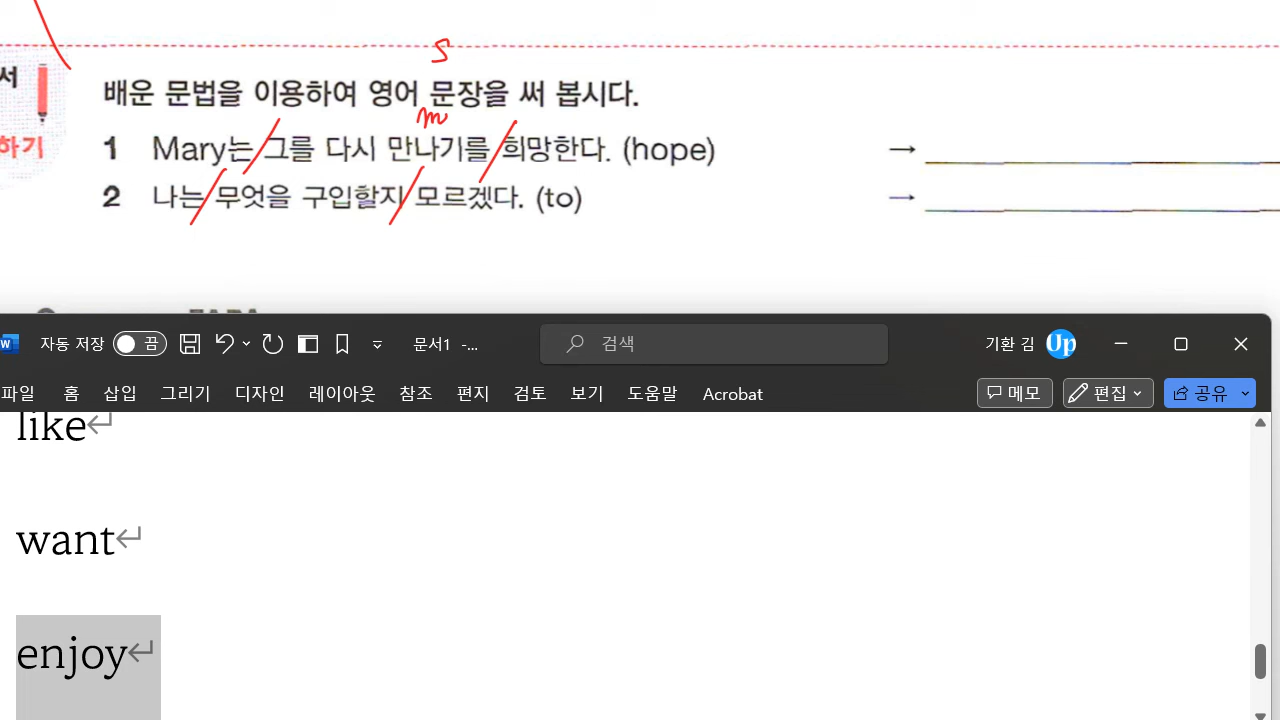 s
서
배운 문법을 이용하여 영어 문장을 써 봅시다.
m
하기
1 Mary는 그를 다시 만나기를 희망한다. (hope) →
2 나는 무엇을 구입할지 모르겠다. (to) →
자동 저장 끔 문서1 -... 검색 기환 김 Up
파일 홈 삽입 그리기 디자인 레이아웃 참조 편지 검토 보기 도움말 Acrobat 메모 편집 공유
like
want
enjoy